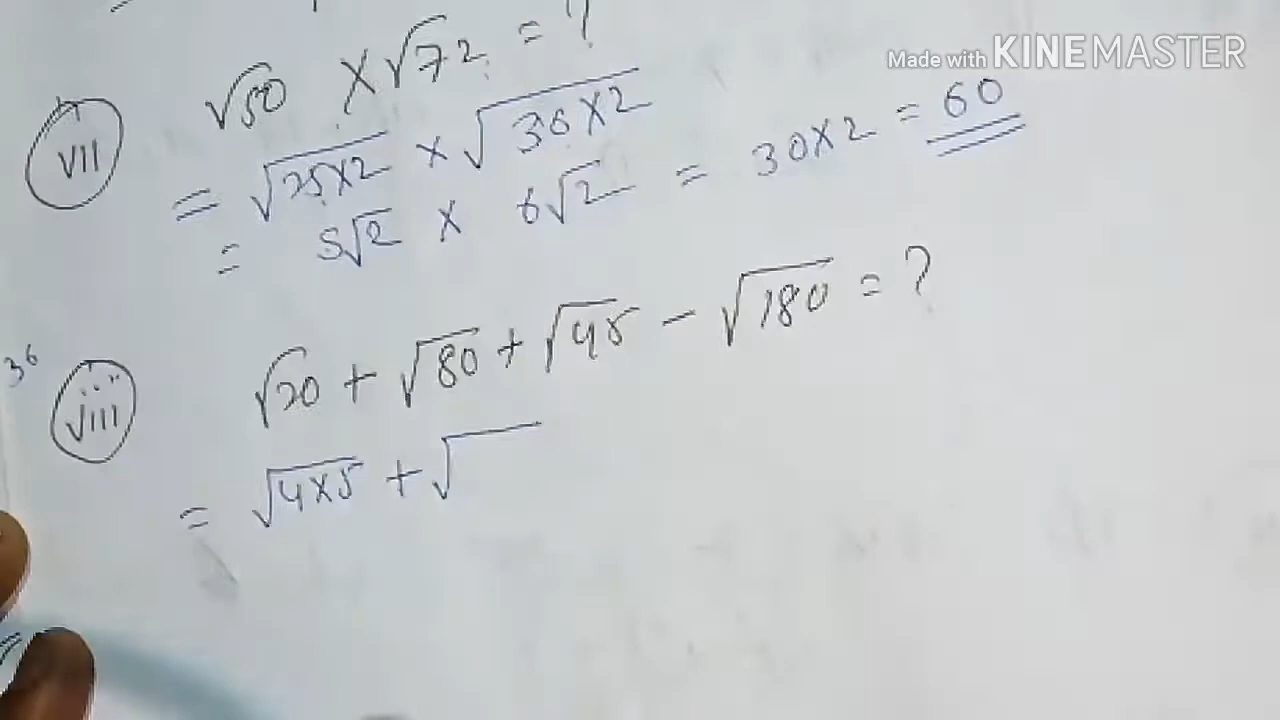 Made with KINEMASTER
(vii) √50 × √72 = ?
= √25×2 × √36×2
= 5√2 × 6√2 = 30×2 = 60
36
(viii) √20 + √80 + √45 - √180 = ?
= √4×5 + √